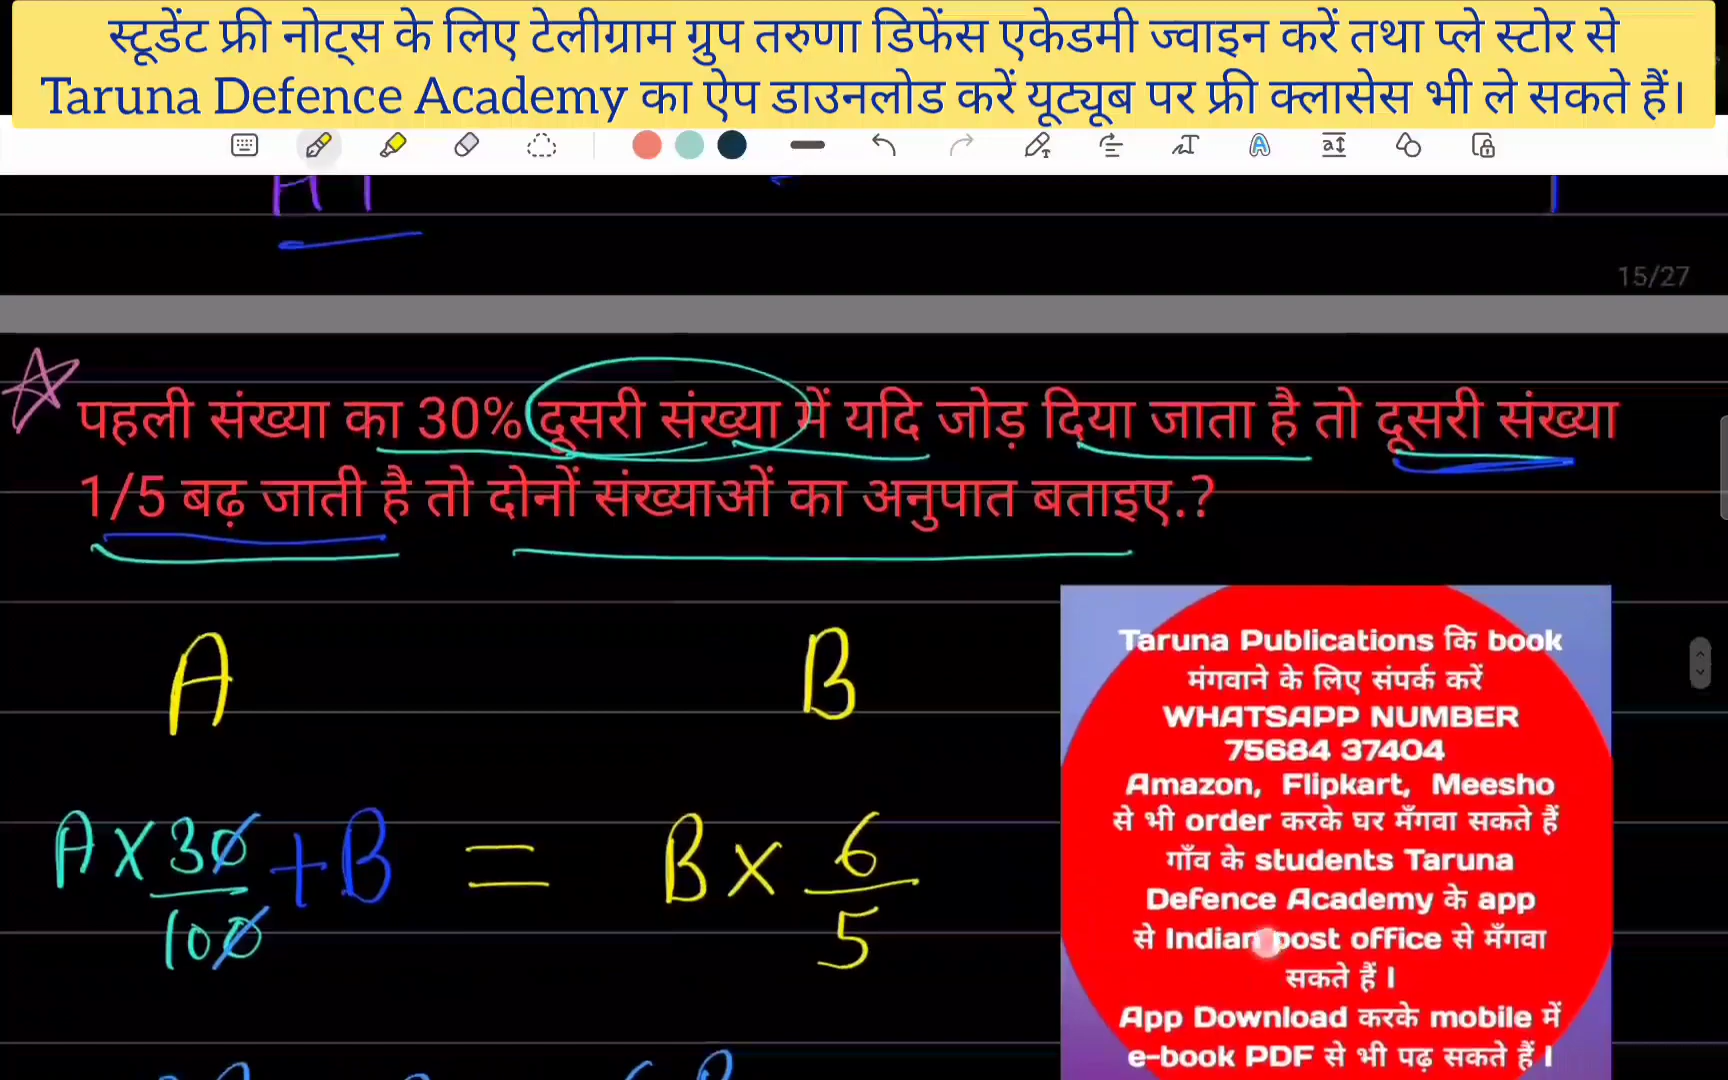 स्टूडेंट फ्री नोट्स के लिए टेलीग्राम ग्रुप तरुणा डिफेंस एकेडमी ज्वाइन करें तथा प्ले स्टोर से
Taruna Defence Academy का ऐप डाउनलोड करें यूट्यूब पर फ्री क्लासेस भी ले सकते हैं।
15/27
पहली संख्या का 30% दूसरी संख्या में यदि जोड़ दिया जाता है तो दूसरी संख्या
1/5 बढ़ जाती है तो दोनों संख्याओं का अनुपात बताइए.?
A B
A × 30/100 + B = B × 6/5
Taruna Publications कि book
मंगवाने के लिए संपर्क करें
WHATSAPP NUMBER
75684 37404
Amazon, Flipkart, Meesho
से भी order करके घर मँगवा सकते हैं
गाँव के students Taruna
Defence Academy के app
से Indian post office से मँगवा
सकते हैं I
App Download करके mobile में
e-book PDF से भी पढ़ सकते हैं I